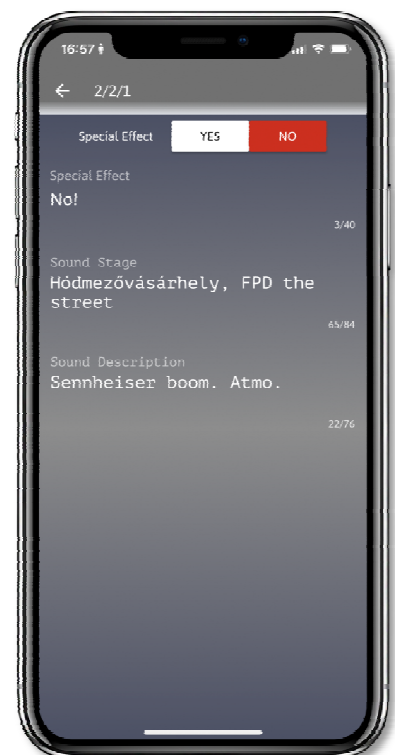 16:57
← 2/2/1
Special Effect YES NO
Special Effect
No!
3/40
Sound Stage
Hódmezővásárhely, FPD the
street
65/84
Sound Description
Sennheiser boom. Atmo.
22/76